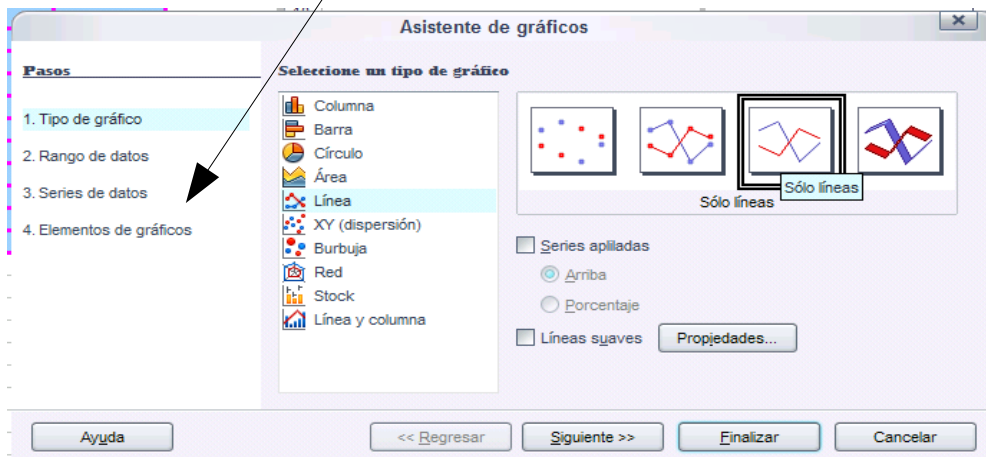 Asistente de gráficos
Pasos
1. Tipo de gráfico
2. Rango de datos
3. Series de datos
4. Elementos de gráficos
Seleccione un tipo de gráfico
Columna
Barra
Círculo
Área
Línea
XY (dispersión)
Burbuja
Red
Stock
Línea y columna
Sólo líneas
Sólo líneas
Series apliladas
Arriba
Porcentaje
Líneas suaves
Propiedades...
Ayuda
<< Regresar
Siguiente >>
Finalizar
Cancelar